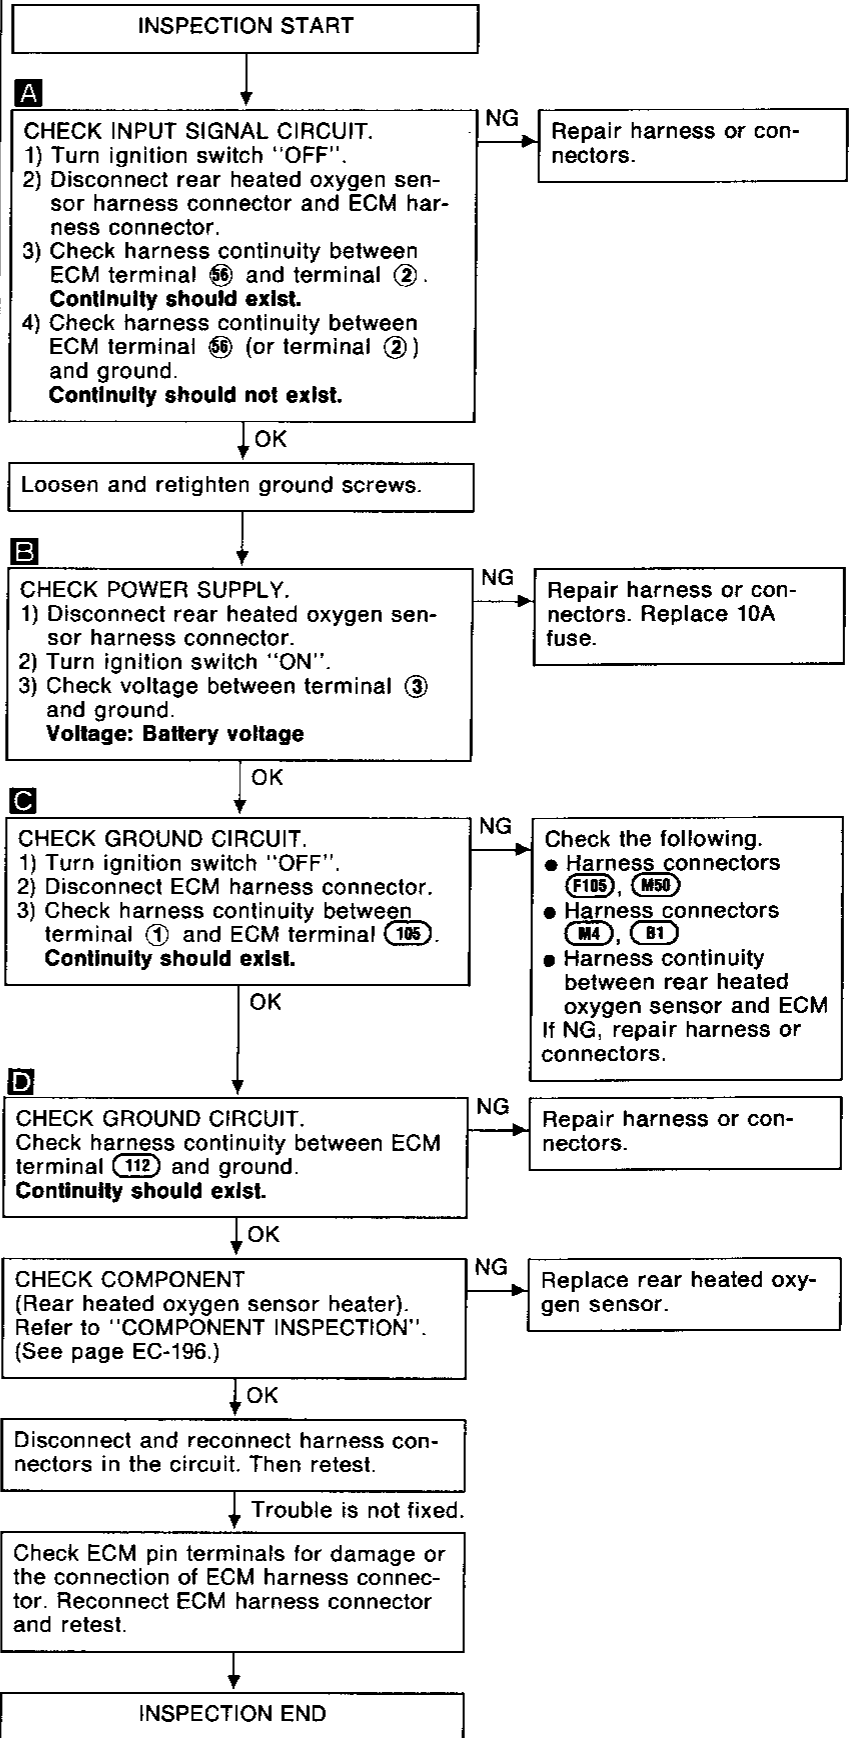 INSPECTION START
A
CHECK INPUT SIGNAL CIRCUIT.
1) Turn ignition switch "OFF".
2) Disconnect rear heated oxygen sen-
sor harness connector and ECM har-
ness connector.
3) Check harness continuity between
ECM terminal 56 and terminal 2.
Continuity should exist.
4) Check harness continuity between
ECM terminal 56 (or terminal 2)
and ground.
Continuity should not exist.
NG
Repair harness or con-
nectors.
OK
Loosen and retighten ground screws.
B
CHECK POWER SUPPLY.
1) Disconnect rear heated oxygen sen-
sor harness connector.
2) Turn ignition switch "ON".
3) Check voltage between terminal 3
and ground.
Voltage: Battery voltage
NG
Repair harness or con-
nectors. Replace 10A
fuse.
OK
C
CHECK GROUND CIRCUIT.
1) Turn ignition switch "OFF".
2) Disconnect ECM harness connector.
3) Check harness continuity between
terminal 1 and ECM terminal 105.
Continuity should exist.
NG
Check the following.
● Harness connectors
F105, M50
● Harness connectors
M4, B1
● Harness continuity
between rear heated
oxygen sensor and ECM
If NG, repair harness or
connectors.
OK
D
CHECK GROUND CIRCUIT.
Check harness continuity between ECM
terminal 112 and ground.
Continuity should exist.
NG
Repair harness or con-
nectors.
OK
CHECK COMPONENT
(Rear heated oxygen sensor heater).
Refer to "COMPONENT INSPECTION".
(See page EC-196.)
NG
Replace rear heated oxy-
gen sensor.
OK
Disconnect and reconnect harness con-
nectors in the circuit. Then retest.
Trouble is not fixed.
Check ECM pin terminals for damage or
the connection of ECM harness connec-
tor. Reconnect ECM harness connector
and retest.
INSPECTION END